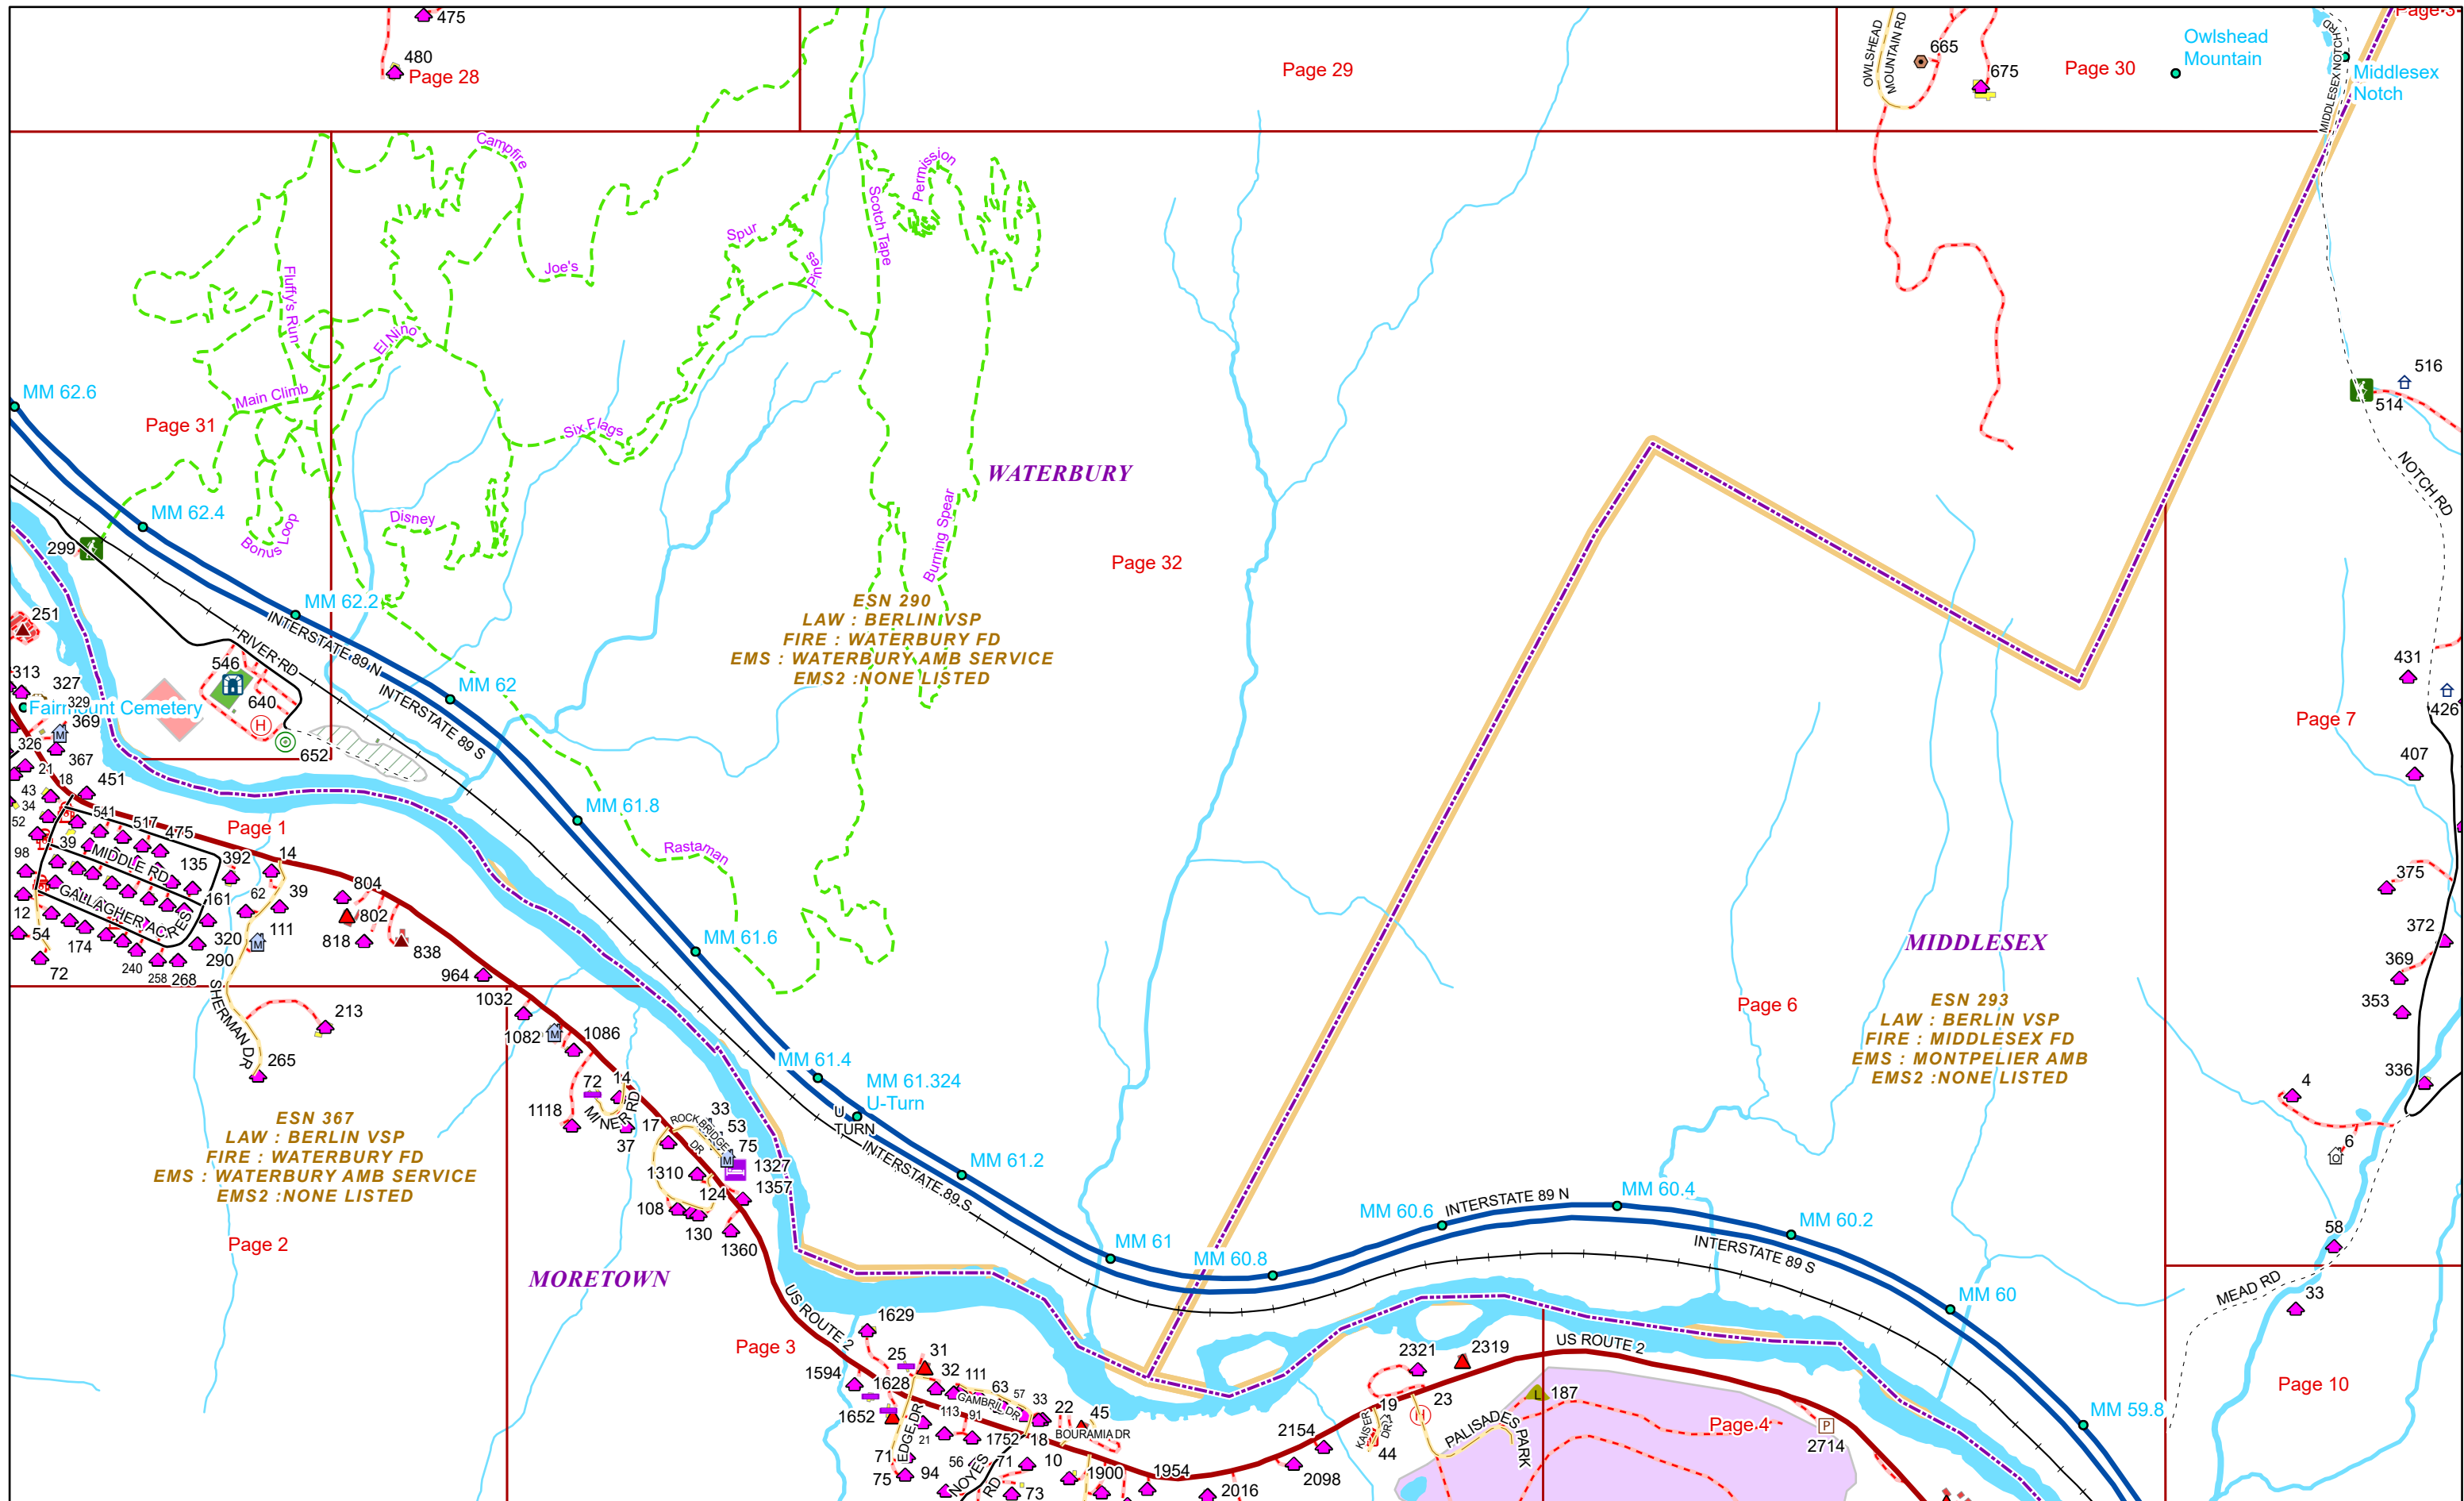 475
480
Page 28
Page 29
OWLSHEAD
MOUNTAIN RD
665
675
Page 30
Owlshead
Mountain
MIDDLESEX NOTCH RD
Middlesex
Notch
Campfire
Permission
Scotch Tape
Spur
Pines
Joe's
Fluffy's Run
El Nino
Main Climb
Six Flags
MM 62.6
Page 31
516
514
NOTCH RD
WATERBURY
MM 62.4
Disney
Bonus Loop
Burning Spear
299
Page 32
MM 62.2
ESN 290
LAW : BERLIN VSP
FIRE : WATERBURY FD
EMS : WATERBURY AMB SERVICE
EMS2 :NONE LISTED
251
INTERSTATE 89 N
RIVER RD
INTERSTATE 89 S
546
640
652
MM 62
313
327
329
Fairmount Cemetery
369
M
H
326
367
21
18
451
43
34
52
431
426
Page 7
407
MM 61.8
541
517
475
Page 1
39
MIDDLE RD
135
392
14
98
GALLAGHER ACRES
161
62
39
804
802
12
54
174
320
111
M
818
838
72
240
258
268
290
964
Rastaman
MM 61.6
375
372
369
353
MIDDLESEX
Page 6
ESN 293
LAW : BERLIN VSP
FIRE : MIDDLESEX FD
EMS : MONTPELIER AMB
EMS2 :NONE LISTED
SHERMAN DR
213
265
1032
1082
M
1086
MM 61.4
MM 61.324
U-Turn
U
TURN
336
4
6
ESN 367
LAW : BERLIN VSP
FIRE : WATERBURY FD
EMS : WATERBURY AMB SERVICE
EMS2 :NONE LISTED
72
14
MINER RD
1118
37
17
ROCKBRIDGE
DR
33
53
75
M
1310
1327
1357
124
108
130
1360
INTERSTATE 89 S
MM 61.2
MM 61
MM 60.8
MM 60.6
INTERSTATE 89 N
MM 60.4
MM 60.2
INTERSTATE 89 S
MM 60
58
MEAD RD
33
Page 2
MORETOWN
US ROUTE 2
Page 3
1629
1594
25
31
32
111
1628
1652
EDGE DR
63
57
33
GAMBRIL DR
113
91
21
22
45
BOURAMIA DR
1752
18
71
75
94
56
71
NOYES
RD
73
10
1900
1954
2016
2098
2154
2321
2319
US ROUTE 2
KAISER
DR
19
44
H
23
PALISADES PARK
L
187
Page 4
P
2714
Page 10
MM 59.8